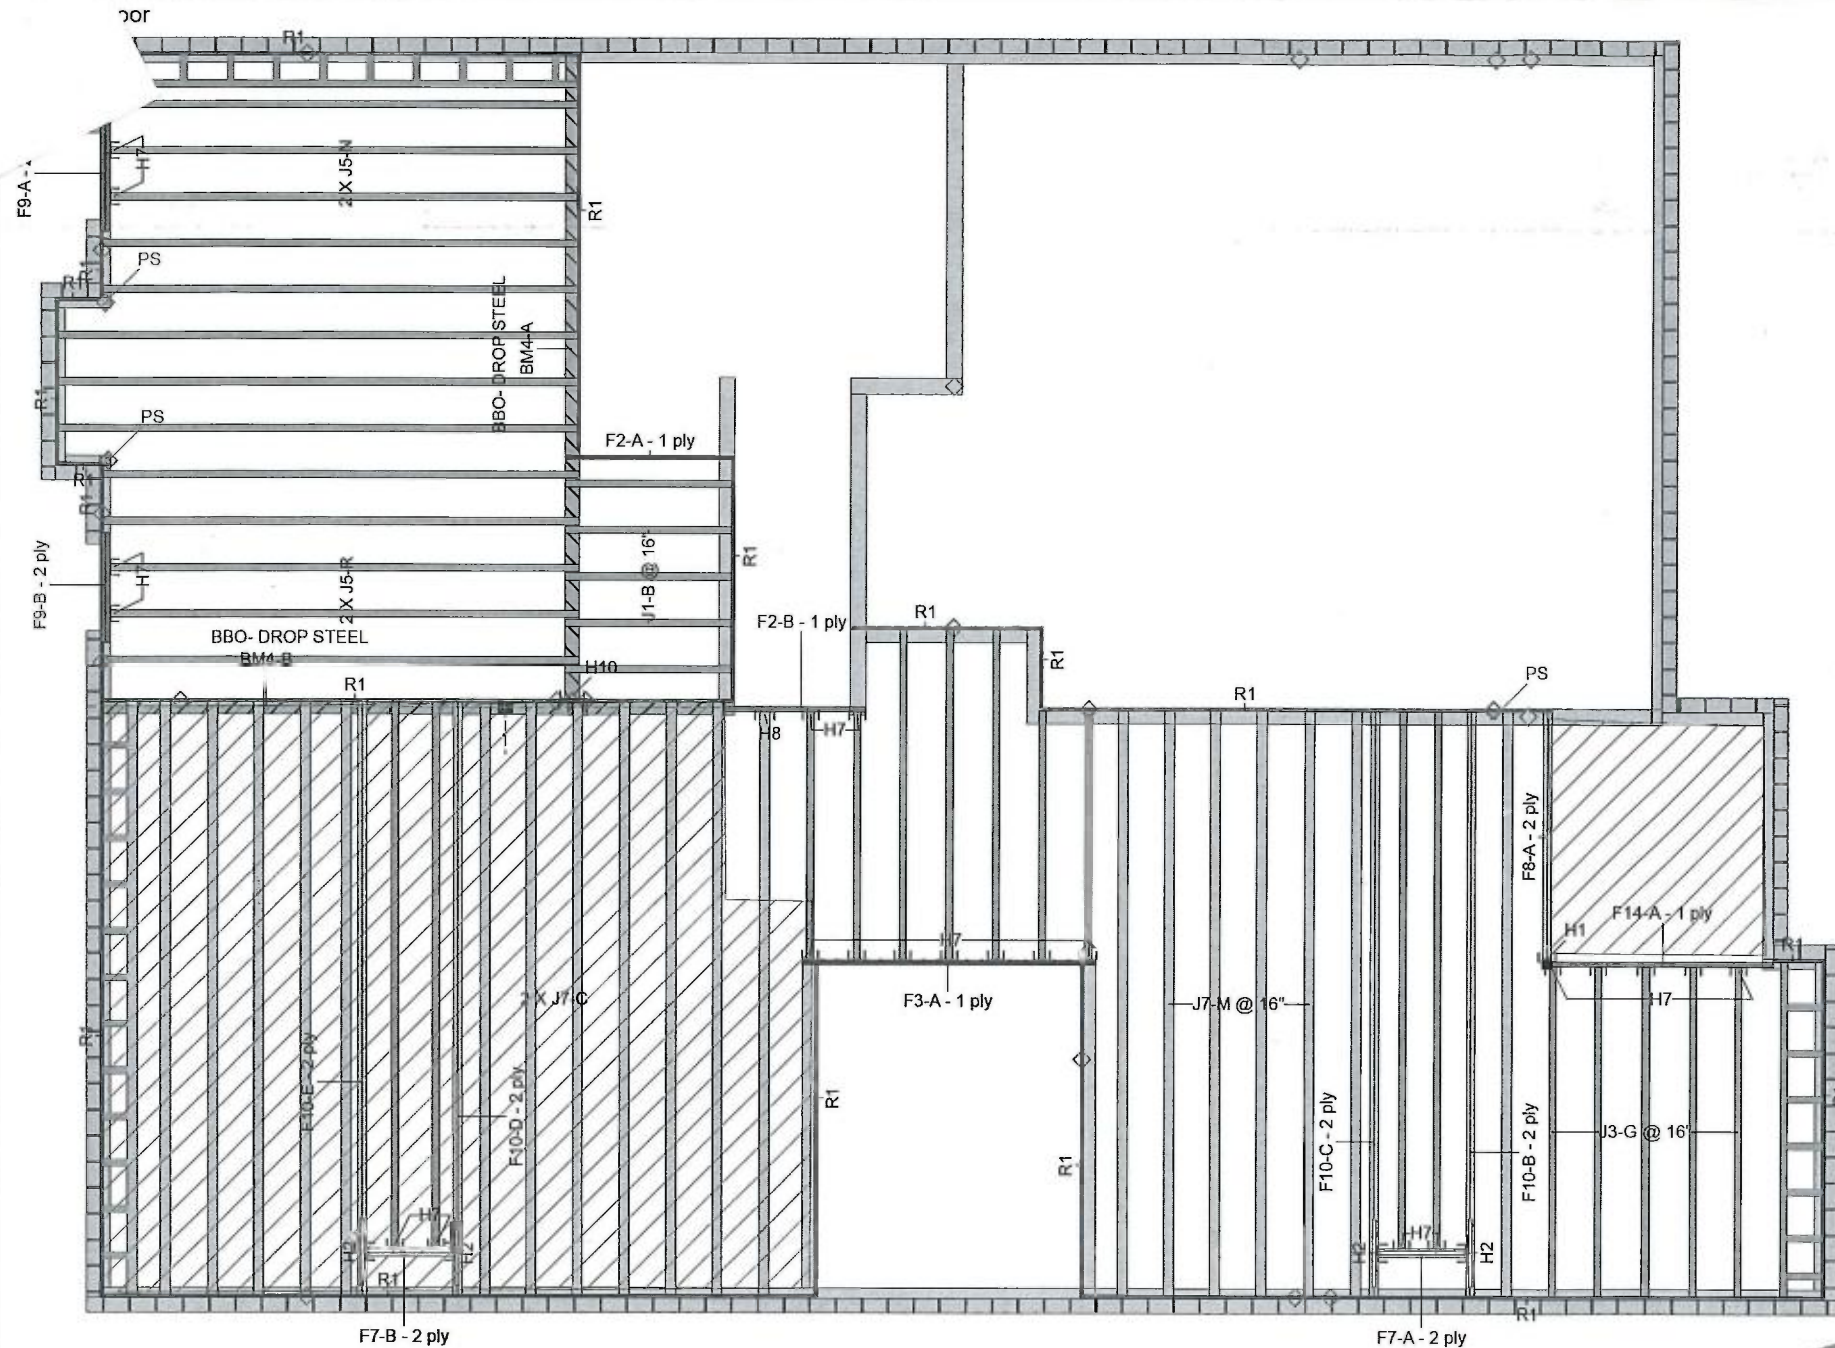 oor
R1
F9-A -
H7
2 X J5-N
R1
PS
R1
R1
BBO- DROP STEEL
BM4-A
R1
PS
F2-A - 1 ply
R1
R1
F9-B - 2 ply
H7
2 X J5-R
J1-B @ 16"
R1
F2-B - 1 ply
R1
BBO- DROP STEEL
BM4-B
H10
R1
R1
R1
PS
H8
H7
F8-A - 2 ply
F14-A - 1 ply
H1
R1
H7
F3-A - 1 ply
2 X J7-C
J7-M @ 16"
H7
R1
F10-E - 2 ply
F10-D - 2 ply
R1
R1
F10-C - 2 ply
F10-B - 2 ply
J3-G @ 16"
H7
H2
H2
R1
H2
H7
H2
R1
F7-B - 2 ply
F7-A - 2 ply